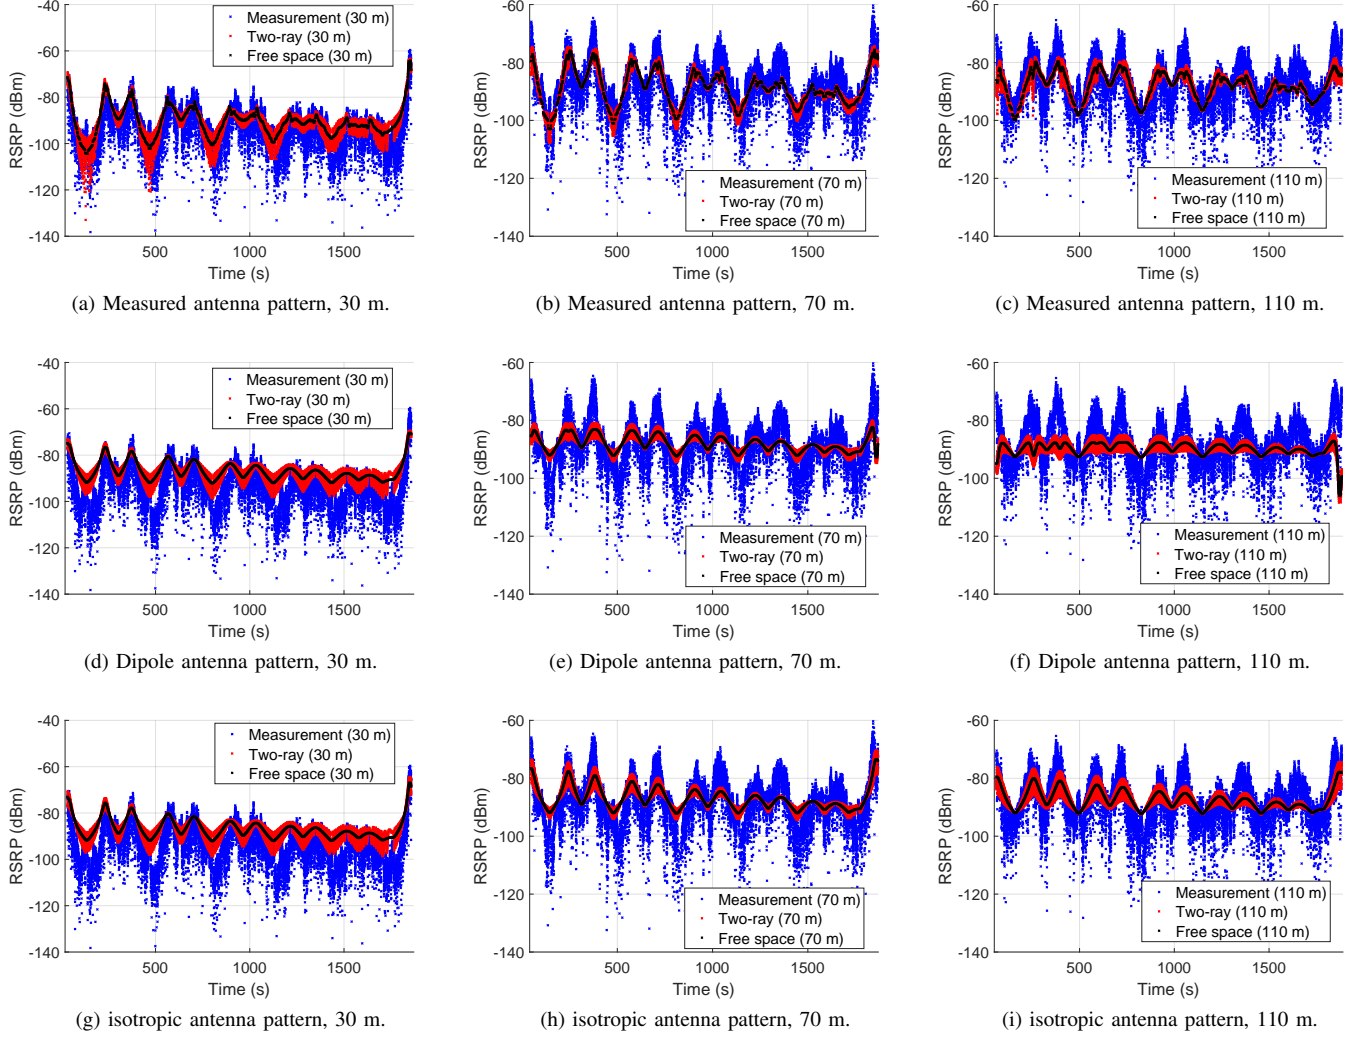 -40
-60
-80
-100
-120
-140
RSRP (dBm)
Measurement (30 m)
Two-ray (30 m)
Free space (30 m)
500
1000
1500
Time (s)
(a) Measured antenna pattern, 30 m.
-60
-80
-100
-120
-140
RSRP (dBm)
Measurement (70 m)
Two-ray (70 m)
Free space (70 m)
500
1000
1500
Time (s)
(b) Measured antenna pattern, 70 m.
-60
-80
-100
-120
-140
RSRP (dBm)
Measurement (110 m)
Two-ray (110 m)
Free space (110 m)
500
1000
1500
Time (s)
(c) Measured antenna pattern, 110 m.
-40
-60
-80
-100
-120
-140
RSRP (dBm)
Measurement (30 m)
Two-ray (30 m)
Free space (30 m)
500
1000
1500
Time (s)
(d) Dipole antenna pattern, 30 m.
-60
-80
-100
-120
-140
RSRP (dBm)
Measurement (70 m)
Two-ray (70 m)
Free space (70 m)
500
1000
1500
Time (s)
(e) Dipole antenna pattern, 70 m.
-60
-80
-100
-120
-140
RSRP (dBm)
Measurement (110 m)
Two-ray (110 m)
Free space (110 m)
500
1000
1500
Time (s)
(f) Dipole antenna pattern, 110 m.
-40
-60
-80
-100
-120
-140
RSRP (dBm)
Measurement (30 m)
Two-ray (30 m)
Free space (30 m)
500
1000
1500
Time (s)
(g) isotropic antenna pattern, 30 m.
-60
-80
-100
-120
-140
RSRP (dBm)
Measurement (70 m)
Two-ray (70 m)
Free space (70 m)
500
1000
1500
Time (s)
(h) isotropic antenna pattern, 70 m.
-60
-80
-100
-120
-140
RSRP (dBm)
Measurement (110 m)
Two-ray (110 m)
Free space (110 m)
500
1000
1500
Time (s)
(i) isotropic antenna pattern, 110 m.